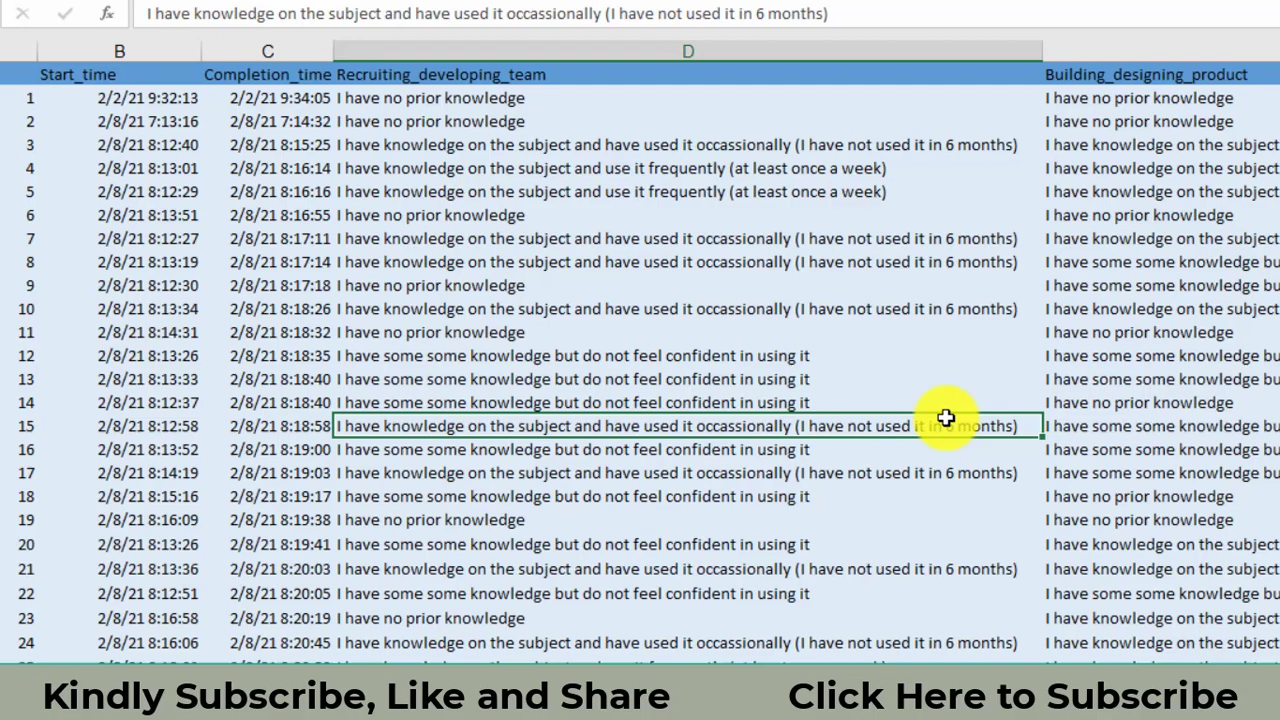 fx I have knowledge on the subject and have used it occassionally (I have not used it in 6 months)
B C D
Start_time Completion_time Recruiting_developing_team Building_designing_product
1 2/2/21 9:32:13 2/2/21 9:34:05 I have no prior knowledge I have no prior knowledge
2 2/8/21 7:13:16 2/8/21 7:14:32 I have no prior knowledge I have no prior knowledge
3 2/8/21 8:12:40 2/8/21 8:15:25 I have knowledge on the subject and have used it occassionally (I have not used it in 6 months) I have knowledge on the subject
4 2/8/21 8:13:01 2/8/21 8:16:14 I have knowledge on the subject and use it frequently (at least once a week) I have knowledge on the subject
5 2/8/21 8:12:29 2/8/21 8:16:16 I have knowledge on the subject and use it frequently (at least once a week) I have knowledge on the subject
6 2/8/21 8:13:51 2/8/21 8:16:55 I have no prior knowledge I have no prior knowledge
7 2/8/21 8:12:27 2/8/21 8:17:11 I have knowledge on the subject and have used it occassionally (I have not used it in 6 months) I have knowledge on the subject
8 2/8/21 8:13:19 2/8/21 8:17:14 I have knowledge on the subject and have used it occassionally (I have not used it in 6 months) I have some some knowledge bu
9 2/8/21 8:12:30 2/8/21 8:17:18 I have no prior knowledge I have some some knowledge bu
10 2/8/21 8:13:34 2/8/21 8:18:26 I have knowledge on the subject and have used it occassionally (I have not used it in 6 months) I have knowledge on the subject
11 2/8/21 8:14:31 2/8/21 8:18:32 I have no prior knowledge I have no prior knowledge
12 2/8/21 8:13:26 2/8/21 8:18:35 I have some some knowledge but do not feel confident in using it I have some some knowledge bu
13 2/8/21 8:13:33 2/8/21 8:18:40 I have some some knowledge but do not feel confident in using it I have some some knowledge bu
14 2/8/21 8:12:37 2/8/21 8:18:40 I have some some knowledge but do not feel confident in using it I have no prior knowledge
15 2/8/21 8:12:58 2/8/21 8:18:58 I have knowledge on the subject and have used it occassionally (I have not used it in 6 months) I have some some knowledge bu
16 2/8/21 8:13:52 2/8/21 8:19:00 I have some some knowledge but do not feel confident in using it I have some some knowledge bu
17 2/8/21 8:14:19 2/8/21 8:19:03 I have knowledge on the subject and have used it occassionally (I have not used it in 6 months) I have some some knowledge bu
18 2/8/21 8:15:16 2/8/21 8:19:17 I have some some knowledge but do not feel confident in using it I have no prior knowledge
19 2/8/21 8:16:09 2/8/21 8:19:38 I have no prior knowledge I have no prior knowledge
20 2/8/21 8:13:26 2/8/21 8:19:41 I have some some knowledge but do not feel confident in using it I have knowledge on the subject
21 2/8/21 8:13:36 2/8/21 8:20:03 I have knowledge on the subject and have used it occassionally (I have not used it in 6 months) I have knowledge on the subject
22 2/8/21 8:12:51 2/8/21 8:20:05 I have some some knowledge but do not feel confident in using it I have some some knowledge bu
23 2/8/21 8:16:58 2/8/21 8:20:19 I have no prior knowledge I have knowledge on the subject
24 2/8/21 8:16:06 2/8/21 8:20:45 I have knowledge on the subject and have used it occassionally (I have not used it in 6 months) I have knowledge on the subject
Kindly Subscribe, Like and Share Click Here to Subscribe